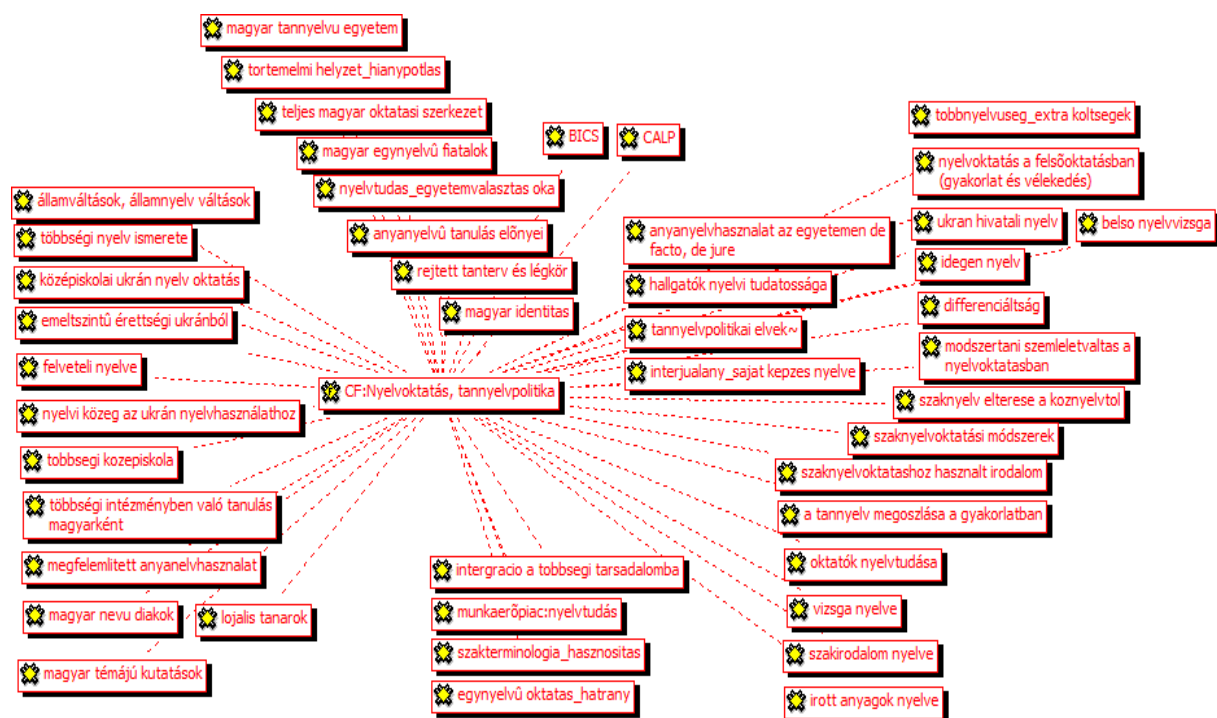 magyar tannyelvu egyetem
tortemelmi helyzet_hianypotlas
teljes magyar oktatasi szerkezet
magyar egynyelvû fiatalok
nyelvtudas_egyetemvalasztas oka
anyanyelvû tanulás elõnyei
rejtett tanterv és légkör
magyar identitas
BICS
CALP
államváltások, államnyelv váltások
többségi nyelv ismerete
középiskolai ukrán nyelv oktatás
emeltszintû érettségi ukránból
felveteli nyelve
nyelvi közeg az ukrán nyelvhasználathoz
tobbsegi kozepiskola
többségi intézményben való tanulás
magyarként
megfelemlitett anyanelvhasznalat
magyar nevu diakok
lojalis tanarok
magyar témájú kutatások
CF:Nyelvoktatás, tannyelvpolitika
anyanyelvhasznalat az egyetemen de
facto, de jure
hallgatók nyelvi tudatossága
tannyelvpolitikai elvek~
interjualany_sajat kepzes nyelve
tobbnyelvuseg_extra koltsegek
nyelvoktatás a felsõoktatásban
(gyakorlat és vélekedés)
ukran hivatali nyelv
belso nyelvvizsga
idegen nyelv
differenciáltság
modszertani szemleletvaltas a
nyelvoktatasban
szaknyelv elterese a koznyelvtol
szaknyelvoktatási módszerek
szaknyelvoktatashoz hasznalt irodalom
a tannyelv megoszlása a gyakorlatban
oktatók nyelvtudása
vizsga nyelve
szakirodalom nyelve
irott anyagok nyelve
intergracio a tobbsegi tarsadalomba
munkaerõpiac:nyelvtudás
szakterminologia_hasznositas
egynyelvû oktatas_hatrany